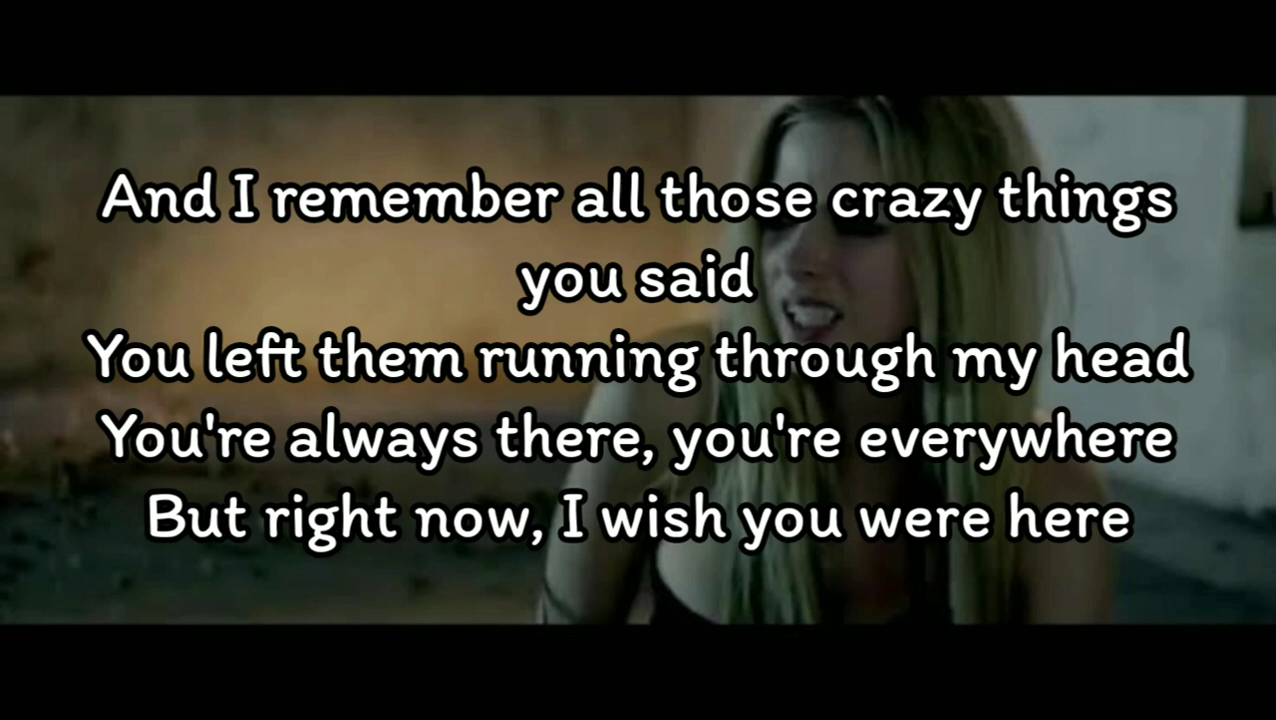 And I remember all those crazy things
you said
You left them running through my head
You're always there, you're everywhere
But right now, I wish you were here